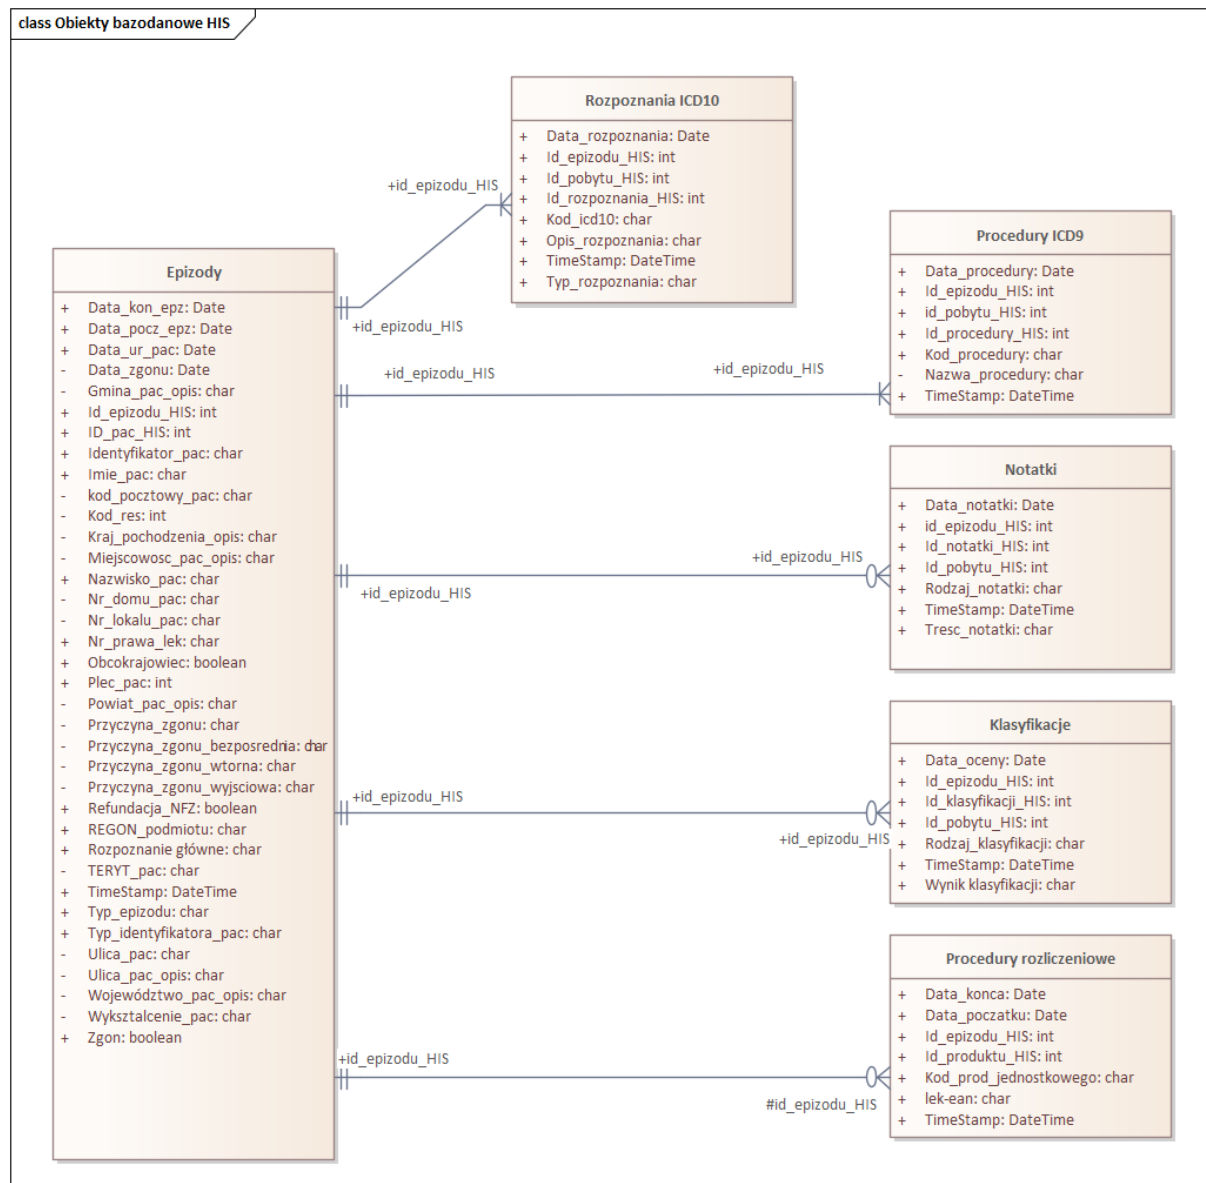 class Obiekty bazodanowe HIS
Rozpoznania ICD10
+ Data_rozpoznania: Date
+ Id_epizodu_HIS: int
+ Id_pobytu_HIS: int
+ Id_rozpoznania_HIS: int
+ Kod_icd10: char
+ Opis_rozpoznania: char
+ TimeStamp: DateTime
+ Typ_rozpoznania: char
+id_epizodu_HIS
+id_epizodu_HIS
Epizody
+ Data_kon_epz: Date
+ Data_pocz_epz: Date
+ Data_ur_pac: Date
- Data_zgonu: Date
- Gmina_pac_opis: char
+ Id_epizodu_HIS: int
+ ID_pac_HIS: int
+ Identyfikator_pac: char
+ Imie_pac: char
- kod_pocztowy_pac: char
- Kod_res: int
- Kraj_pochodzenia_opis: char
- Miejscowosc_pac_opis: char
+ Nazwisko_pac: char
- Nr_domu_pac: char
- Nr_lokalu_pac: char
+ Nr_prawa_lek: char
+ Obcokrajowiec: boolean
+ Plec_pac: int
- Powiat_pac_opis: char
- Przyczyna_zgonu: char
- Przyczyna_zgonu_bezposrednia: char
- Przyczyna_zgonu_wtorna: char
- Przyczyna_zgonu_wyjsciowa: char
+ Refundacja_NFZ: boolean
+ REGON_podmiotu: char
+ Rozpoznanie główne: char
- TERYT_pac: char
+ TimeStamp: DateTime
+ Typ_epizodu: char
+ Typ_identyfikatora_pac: char
- Ulica_pac: char
- Ulica_pac_opis: char
- Województwo_pac_opis: char
- Wyksztalcenie_pac: char
+ Zgon: boolean
+id_epizodu_HIS
+id_epizodu_HIS
Procedury ICD9
+ Data_procedury: Date
+ Id_epizodu_HIS: int
+ id_pobytu_HIS: int
+ Id_procedury_HIS: int
+ Kod_procedury: char
- Nazwa_procedury: char
+ TimeStamp: DateTime
+id_epizodu_HIS
+id_epizodu_HIS
Notatki
+ Data_notatki: Date
+ id_epizodu_HIS: int
+ Id_notatki_HIS: int
+ Id_pobytu_HIS: int
+ Rodzaj_notatki: char
+ TimeStamp: DateTime
+ Tresc_notatki: char
+id_epizodu_HIS
+id_epizodu_HIS
Klasyfikacje
+ Data_oceny: Date
+ Id_epizodu_HIS: int
+ Id_klasyfikacji_HIS: int
+ Id_pobytu_HIS: int
+ Rodzaj_klasyfikacji: char
+ TimeStamp: DateTime
+ Wynik klasyfikacji: char
+id_epizodu_HIS
#id_epizodu_HIS
Procedury rozliczeniowe
+ Data_konca: Date
+ Data_poczatku: Date
+ Id_epizodu_HIS: int
+ Id_produktu_HIS: int
+ Kod_prod_jednostkowego: char
+ lek-ean: char
+ TimeStamp: DateTime